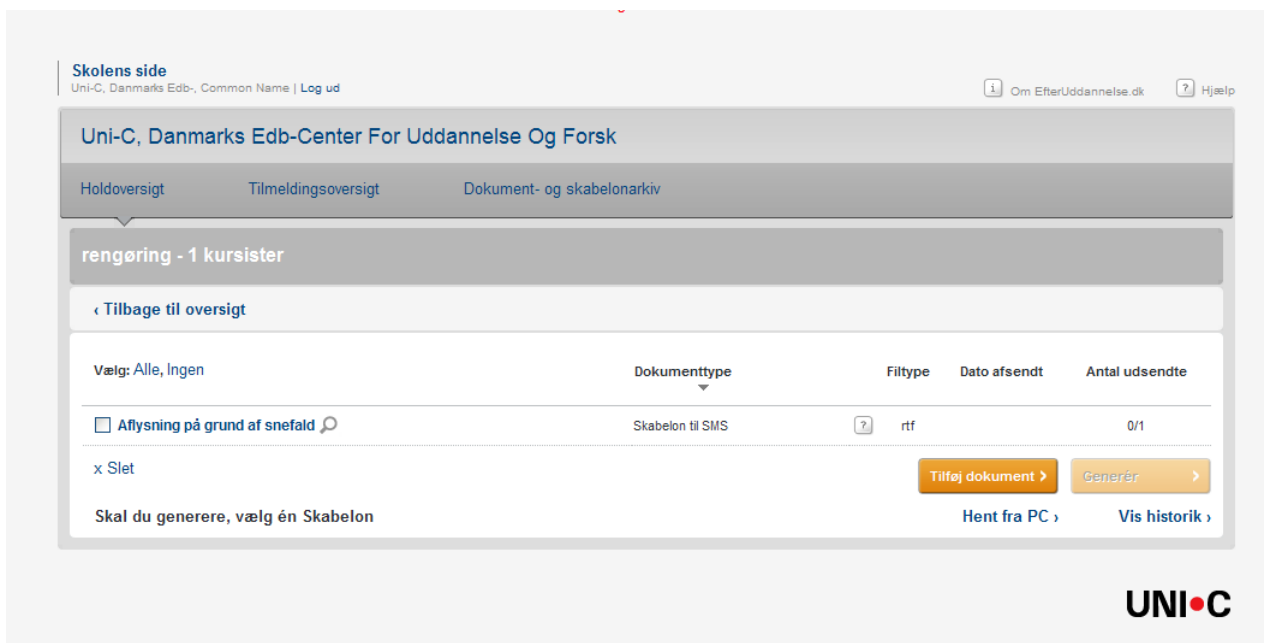 Skolens side
Uni-C, Danmarks Edb-, Common Name | Log ud
i Om EfterUddannelse.dk ? Hjælp
Uni-C, Danmarks Edb-Center For Uddannelse Og Forsk
Holdoversigt Tilmeldingsoversigt Dokument- og skabelonarkiv
rengøring - 1 kursister
‹ Tilbage til oversigt
Vælg: Alle, Ingen Dokumenttype Filtype Dato afsendt Antal udsendte
Aflysning på grund af snefald Skabelon til SMS ? rtf 0/1
x Slet Tilføj dokument › Generér ›
Skal du generere, vælg én Skabelon Hent fra PC › Vis historik ›
UNI•C